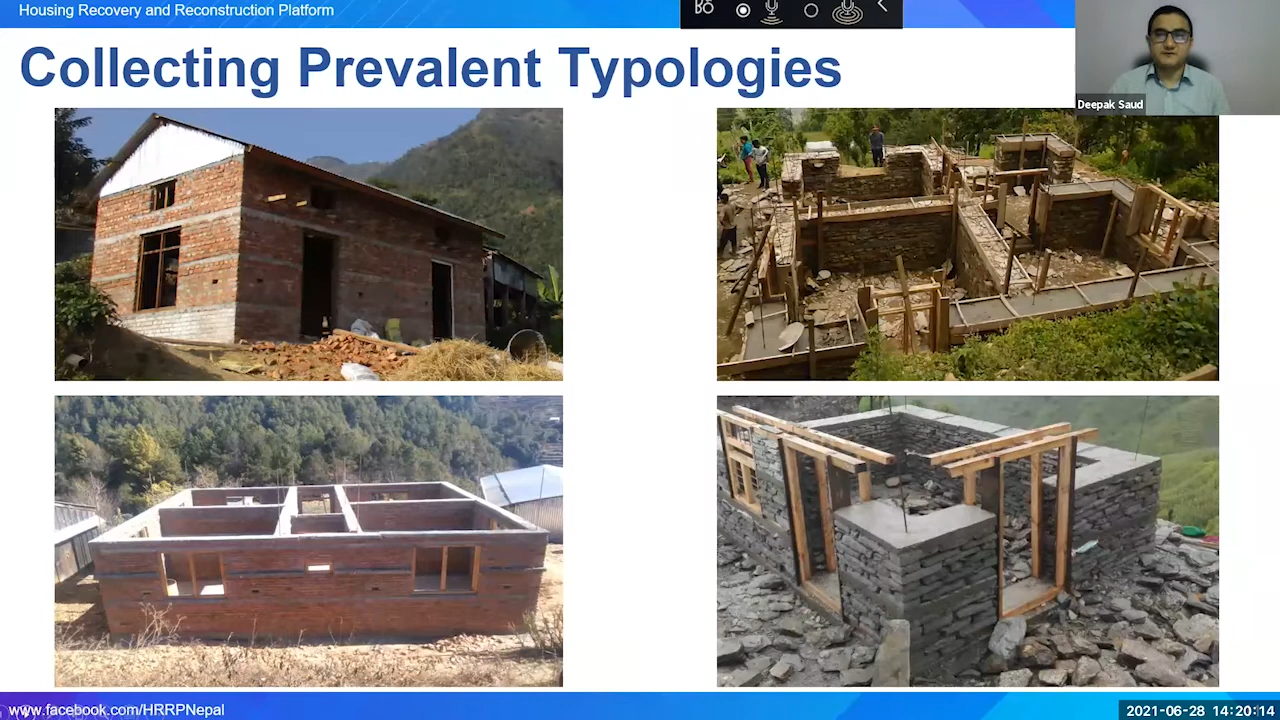 Housing Recovery and Reconstruction Platform
Collecting Prevalent Typologies
Deepak Saud
www.facebook.com/HRRPNepal
2021-06-28 14:20:14